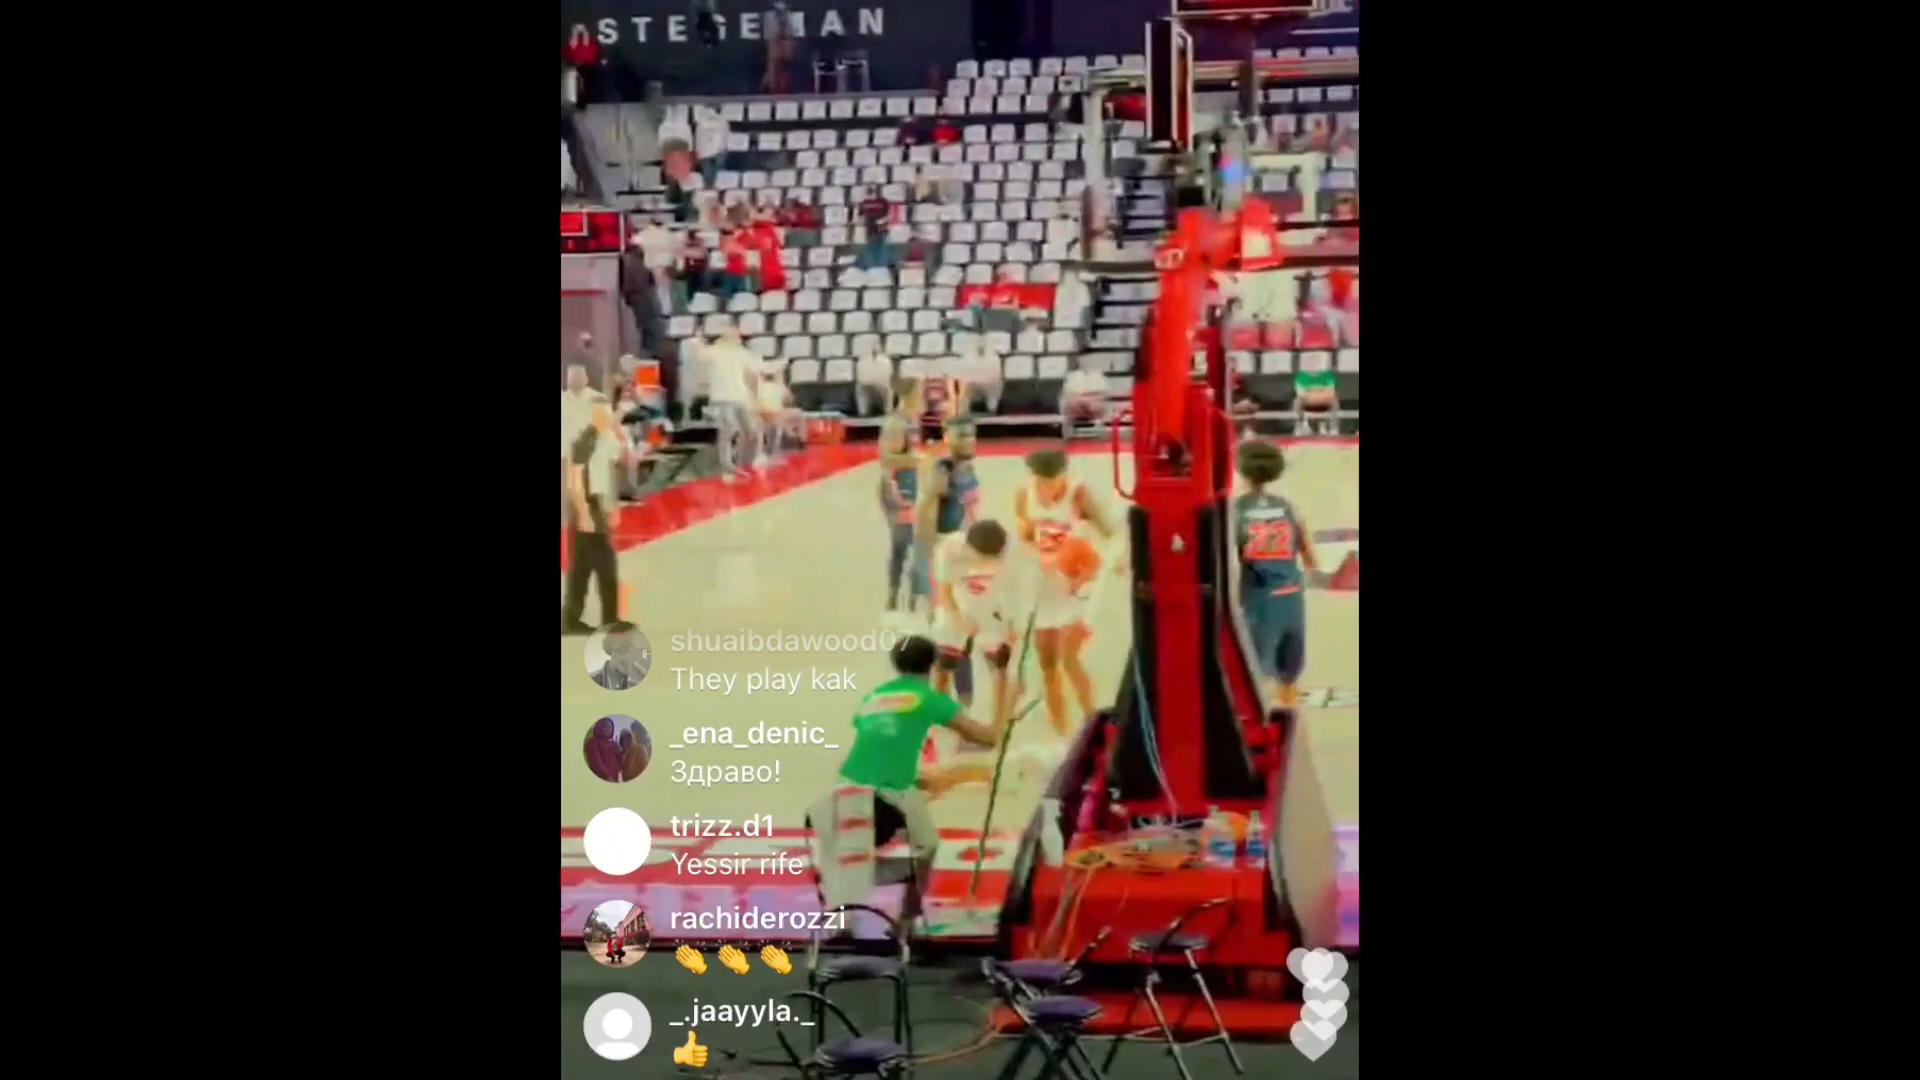 STEGEMAN
22
shuaibdawood07
They play kak
_ena_denic_
Здраво!
trizz.d1
Yessir rife
rachiderozzi
👏👏👏
_.jaayyla._
👍